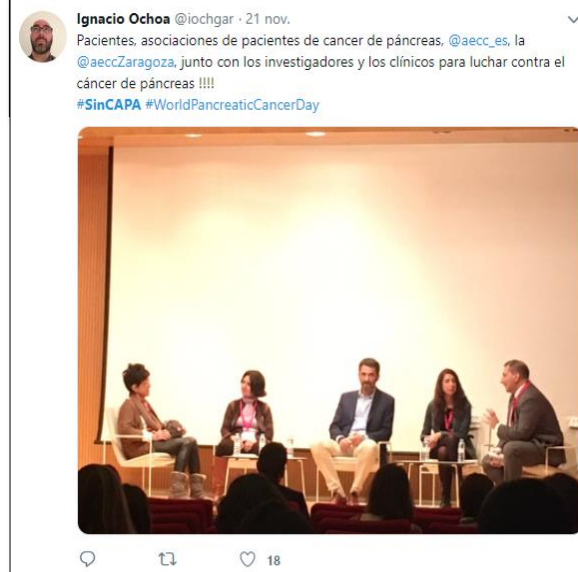 Ignacio Ochoa @iochgar · 21 nov.
Pacientes, asociaciones de pacientes de cancer de páncreas, @aecc_es, la
@aeccZaragoza, junto con los investigadores y los clínicos para luchar contra el
cáncer de páncreas !!!!
#SinCAPA #WorldPancreaticCancerDay
18